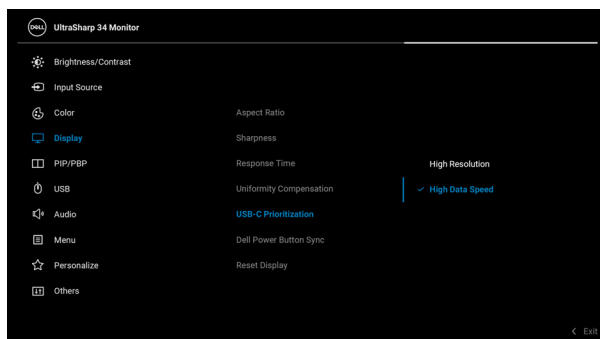 DELL
UltraSharp 34 Monitor
Brightness/Contrast
Input Source
Color
Display
PIP/PBP
USB
Audio
Menu
Personalize
Others
Aspect Ratio
Sharpness
Response Time
Uniformity Compensation
USB-C Prioritization
Dell Power Button Sync
Reset Display
High Resolution
High Data Speed
Exit